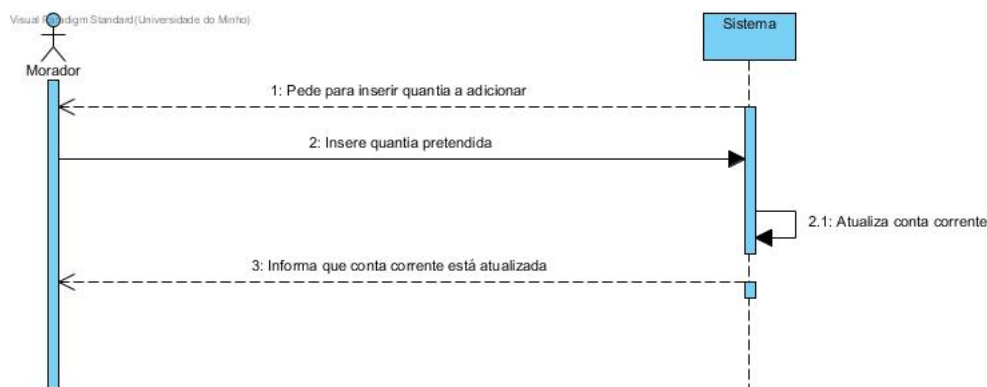 Visual Paradigm Standard(Universidade do Minho)
Sistema
Morador
1: Pede para inserir quantia a adicionar
2: Insere quantia pretendida
2.1: Atualiza conta corrente
3: Informa que conta corrente está atualizada